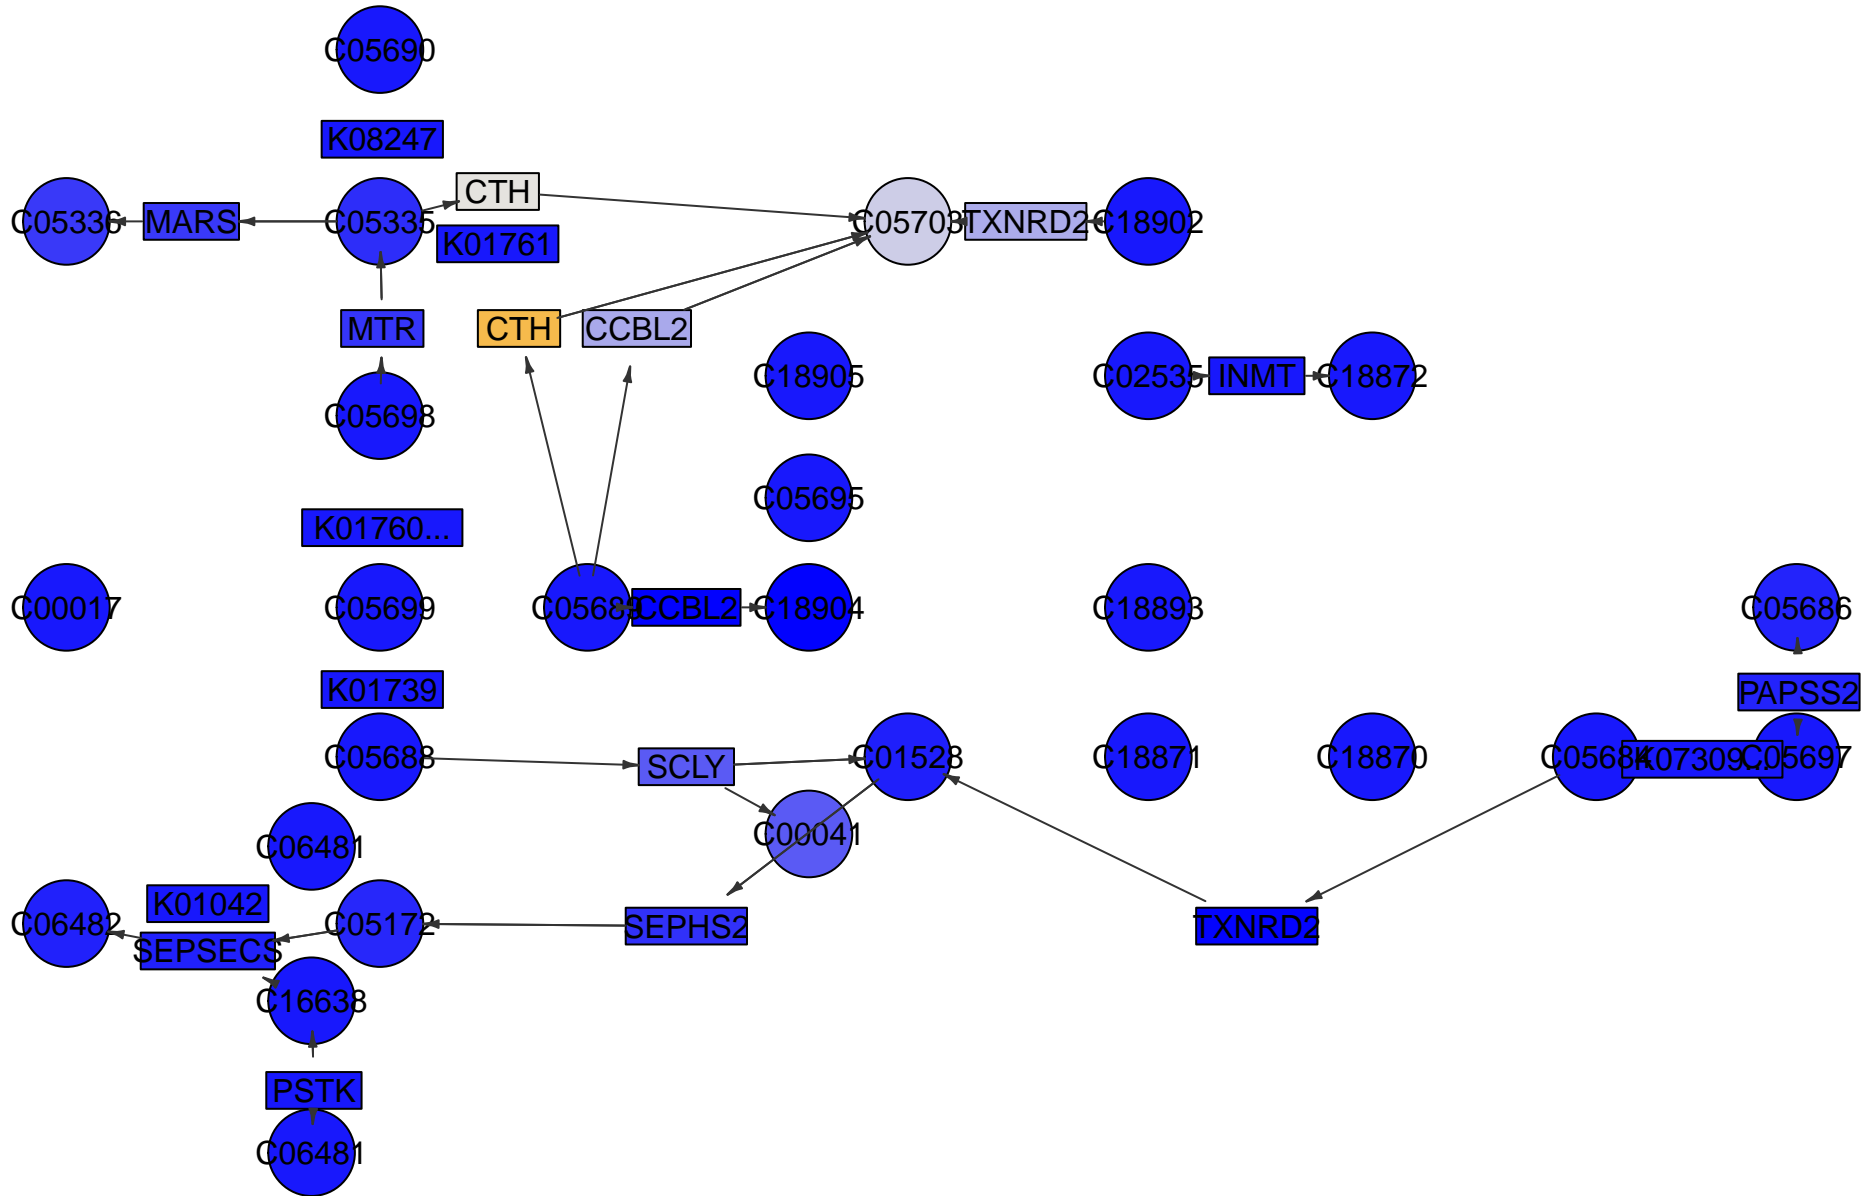 C05690
K08247
CTH
C05336
MARS
C05335
C05703
TXNRD2
C18902
K01761
MTR
CTH
CCBL2
C18905
C02535
INMT
C18872
C05698
C05695
K01760...
C00017
C05699
C05689
CCBL2
C18904
C18893
C05686
K01739
PAPSS2
C05688
SCLY
C01528
C18871
C18870
C05684
K07309...
C05697
C00041
C06481
K01042
C06482
C05172
SEPHS2
TXNRD2
SEPSECS
C16638
PSTK
C06481